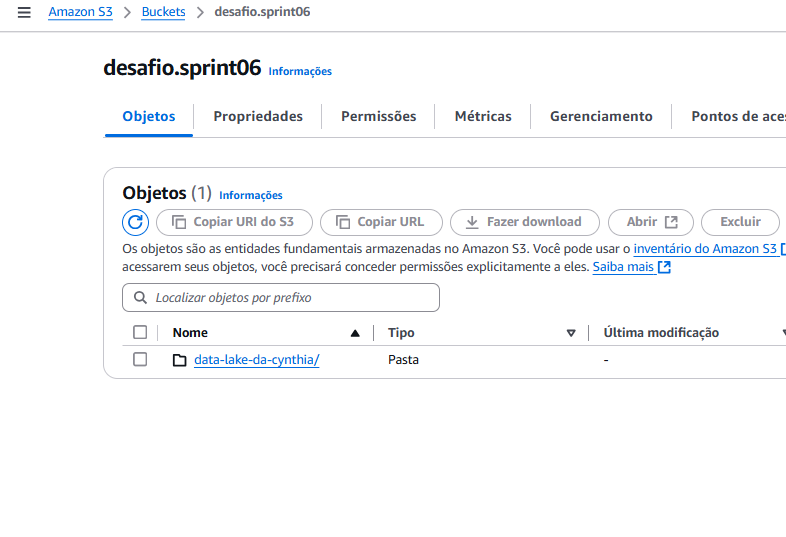 Amazon S3 > Buckets > desafio.sprint06
desafio.sprint06 Informações
Objetos Propriedades Permissões Métricas Gerenciamento Pontos de ace
Objetos (1) Informações
Copiar URI do S3 Copiar URL Fazer download Abrir Excluir
Os objetos são as entidades fundamentais armazenadas no Amazon S3. Você pode usar o inventário do Amazon S3
acessarem seus objetos, você precisará conceder permissões explicitamente a eles. Saiba mais
Localizar objetos por prefixo
Nome Tipo Última modificação
data-lake-da-cynthia/ Pasta -